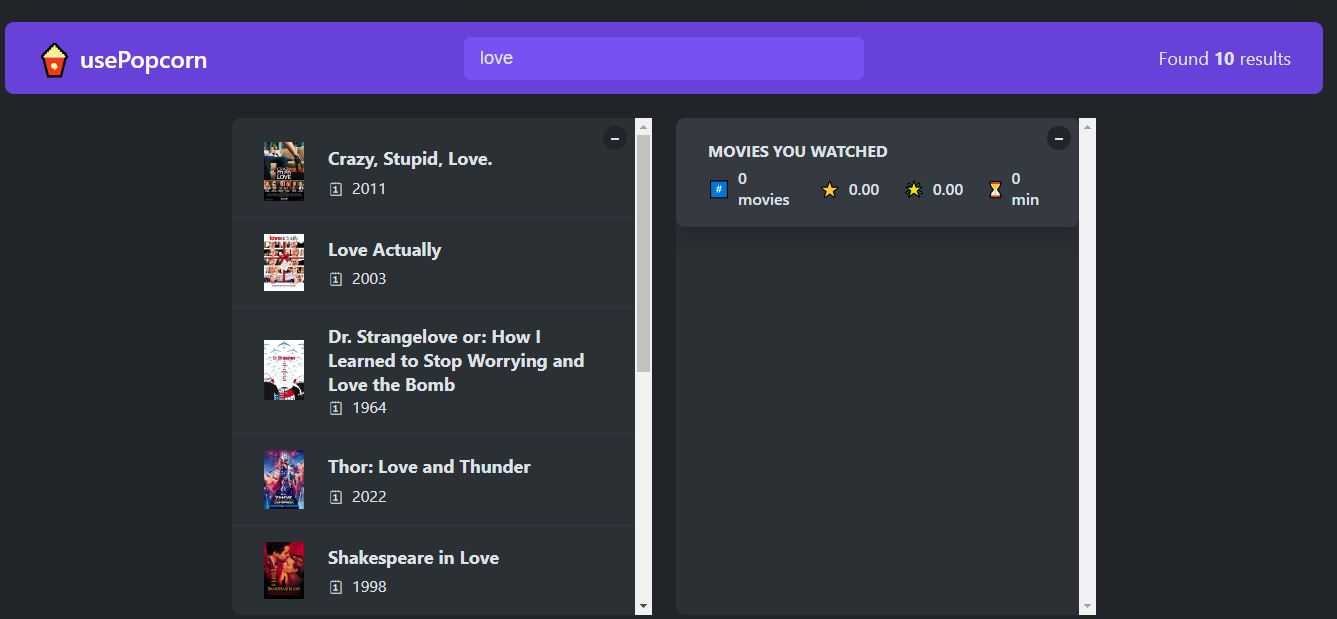 usePopcorn
love
Found 10 results
Crazy, Stupid, Love.
2011
Love Actually
2003
Dr. Strangelove or: How I
Learned to Stop Worrying and
Love the Bomb
1964
Thor: Love and Thunder
2022
Shakespeare in Love
1998
MOVIES YOU WATCHED
0
movies
0.00
0.00
0
min